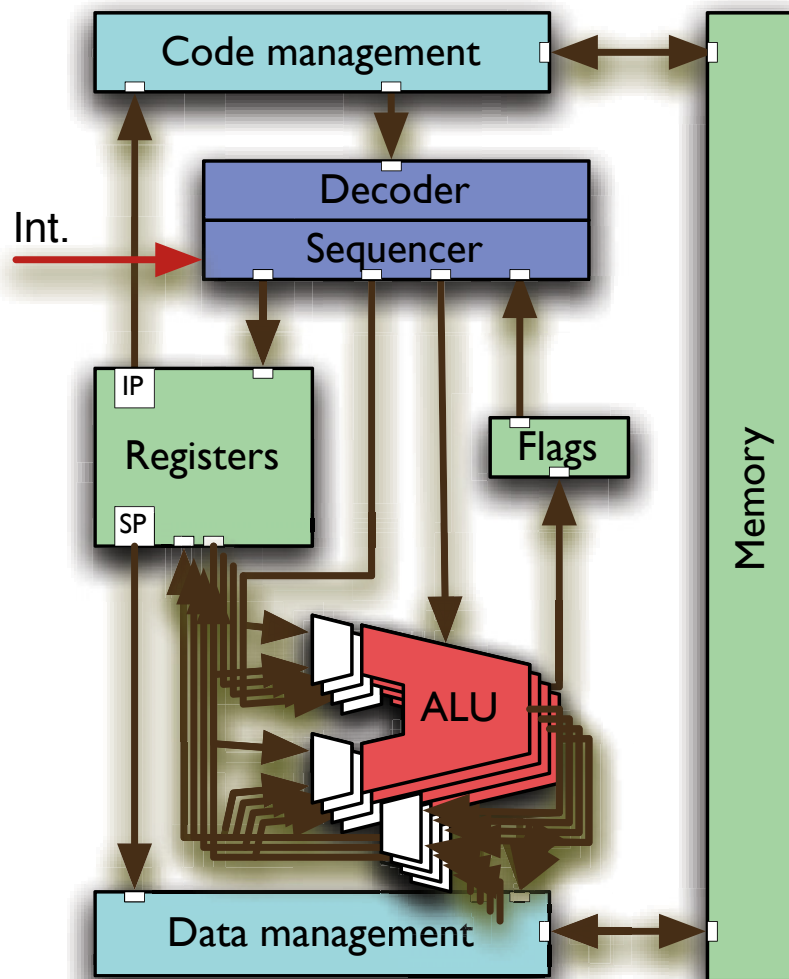 Code management
Decoder
Int.
Sequencer
IP
Registers
Flags
SP
Memory
ALU
Data management